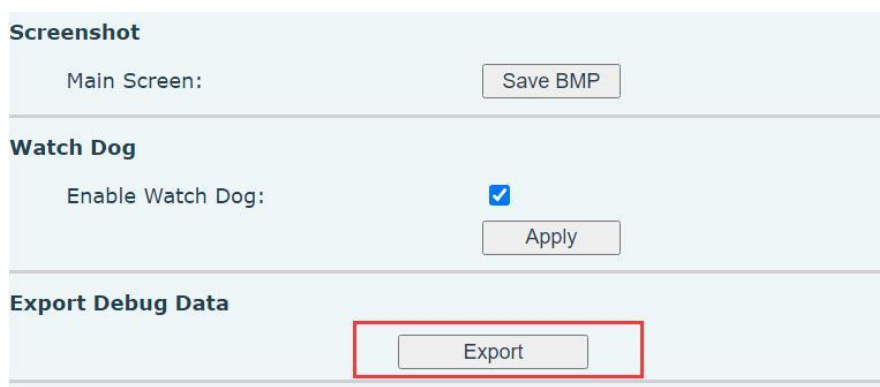 Screenshot
Main Screen: Save BMP
Watch Dog
Enable Watch Dog:
Apply
Export Debug Data
Export